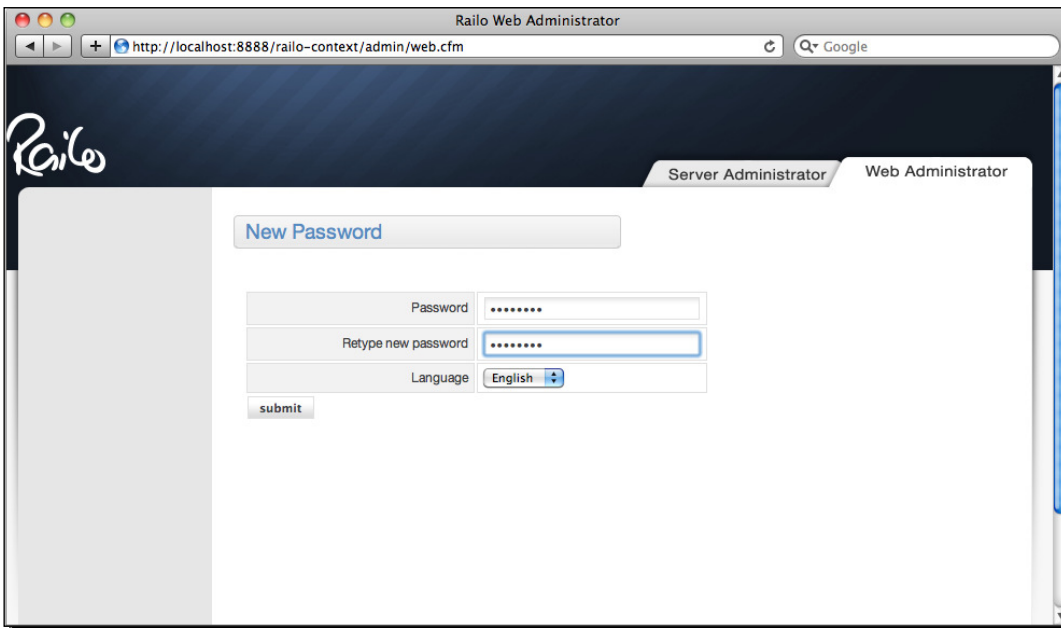 Railo Web Administrator
http://localhost:8888/railo-context/admin/web.cfm
Google
Railo
Server Administrator
Web Administrator
New Password
Password ••••••••
Retype new password ••••••••
Language English
submit